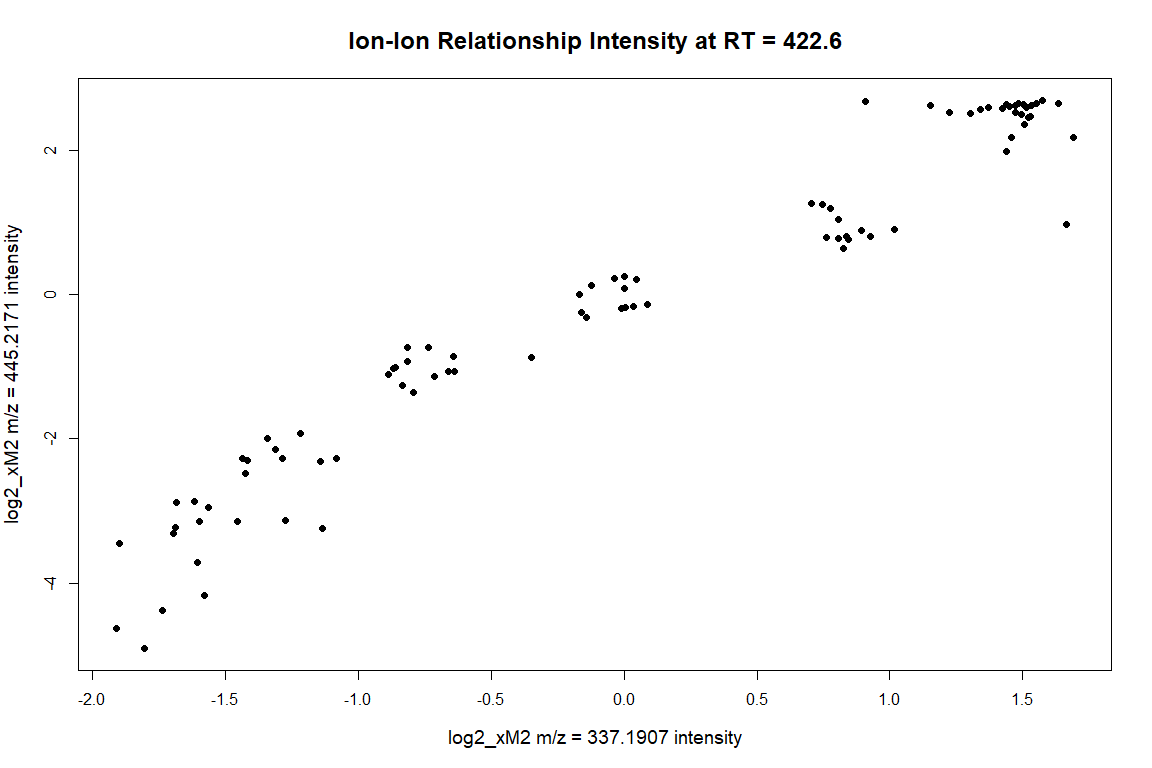 Ion-Ion Relationship Intensity at RT = 422.6
log2_xM2 m/z = 445.2171 intensity
2
0
-2
-4
-2.0 -1.5 -1.0 -0.5 0.0 0.5 1.0 1.5
log2_xM2 m/z = 337.1907 intensity